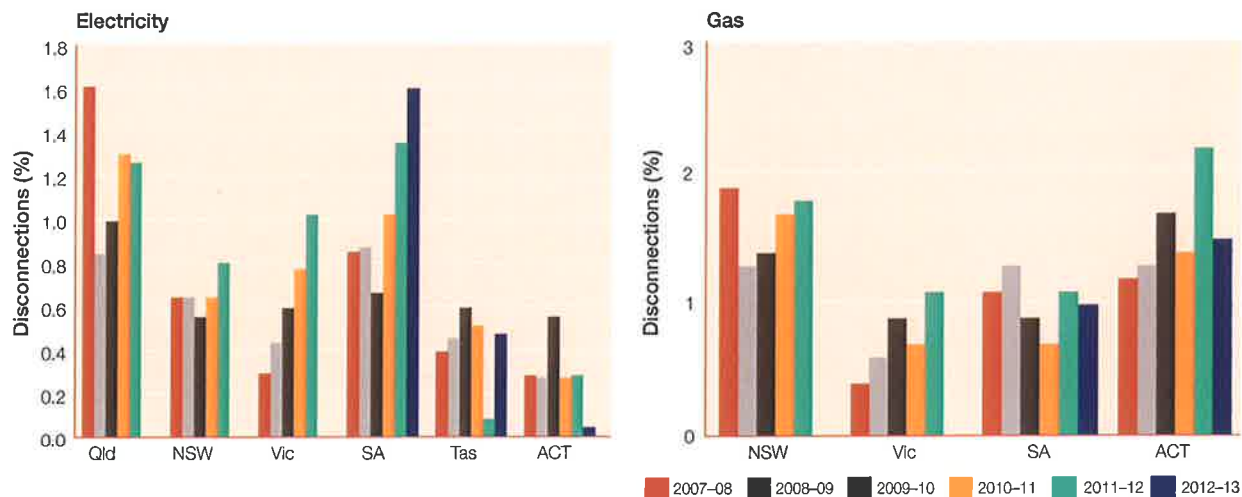 Electricity
Disconnections (%)
1.8
1.6
1.4
1.2
1.0
0.8
0.6
0.4
0.2
0.0
Qld NSW Vic SA Tas ACT
Gas
Disconnections (%)
3
2
1
0
NSW Vic SA ACT
2007–08 2008–09 2009–10 2010–11 2011–12 2012–13